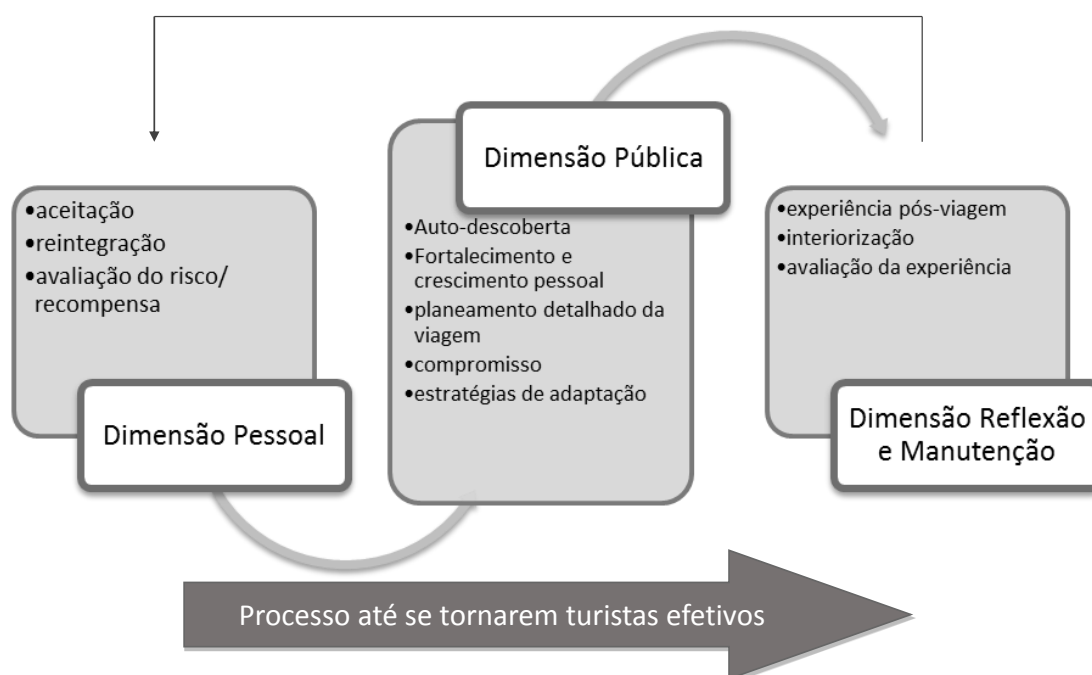 •aceitação
•reintegração
•avaliação do risco/
recompensa
Dimensão Pessoal
Dimensão Pública
•Auto-descoberta
•Fortalecimento e
crescimento pessoal
•planeamento detalhado da
viagem
•compromisso
•estratégias de adaptação
•experiência pós-viagem
•interiorização
•avaliação da experiência
Dimensão Reflexão
e Manutenção
Processo até se tornarem turistas efetivos